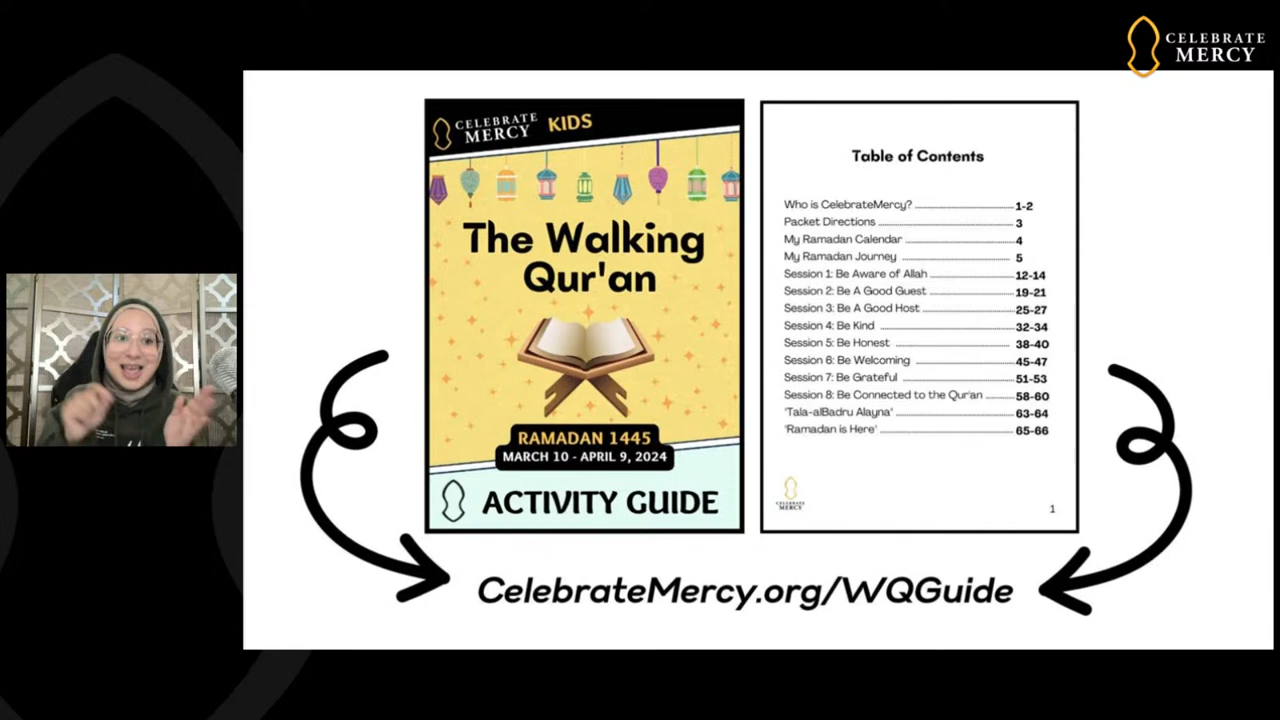 CELEBRATE
MERCY
CELEBRATE
MERCY KIDS
The Walking
Qur'an
RAMADAN 1445
MARCH 10 - APRIL 9, 2024
ACTIVITY GUIDE
Table of Contents
Who is CelebrateMercy? ........ 1-2
Packet Directions ........ 3
My Ramadan Calendar ........ 4
My Ramadan Journey ........ 5
Session 1: Be Aware of Allah ........ 12-14
Session 2: Be A Good Guest ........ 19-21
Session 3: Be A Good Host ........ 25-27
Session 4: Be Kind ........ 32-34
Session 5: Be Honest ........ 38-40
Session 6: Be Welcoming ........ 45-47
Session 7: Be Grateful ........ 51-53
Session 8: Be Connected to the Qur'an ........ 58-60
'Tala-alBadru Alayna' ........ 63-64
'Ramadan is Here' ........ 65-66
CELEBRATE
MERCY
1
CelebrateMercy.org/WQGuide